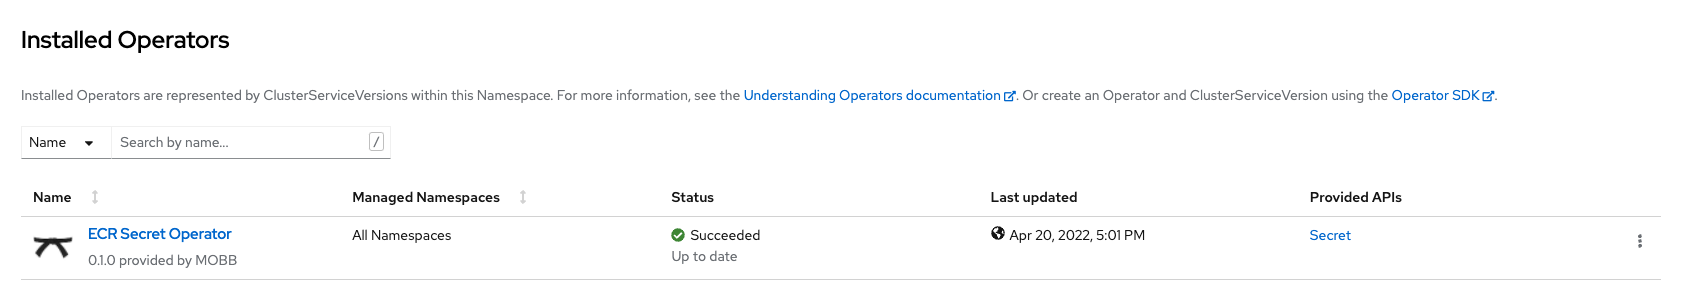 Installed Operators
Installed Operators are represented by ClusterServiceVersions within this Namespace. For more information, see the Understanding Operators documentation. Or create an Operator and ClusterServiceVersion using the Operator SDK.
Name Search by name... /
Name Managed Namespaces Status Last updated Provided APIs
ECR Secret Operator All Namespaces Succeeded Apr 20, 2022, 5:01 PM Secret
0.1.0 provided by MOBB Up to date